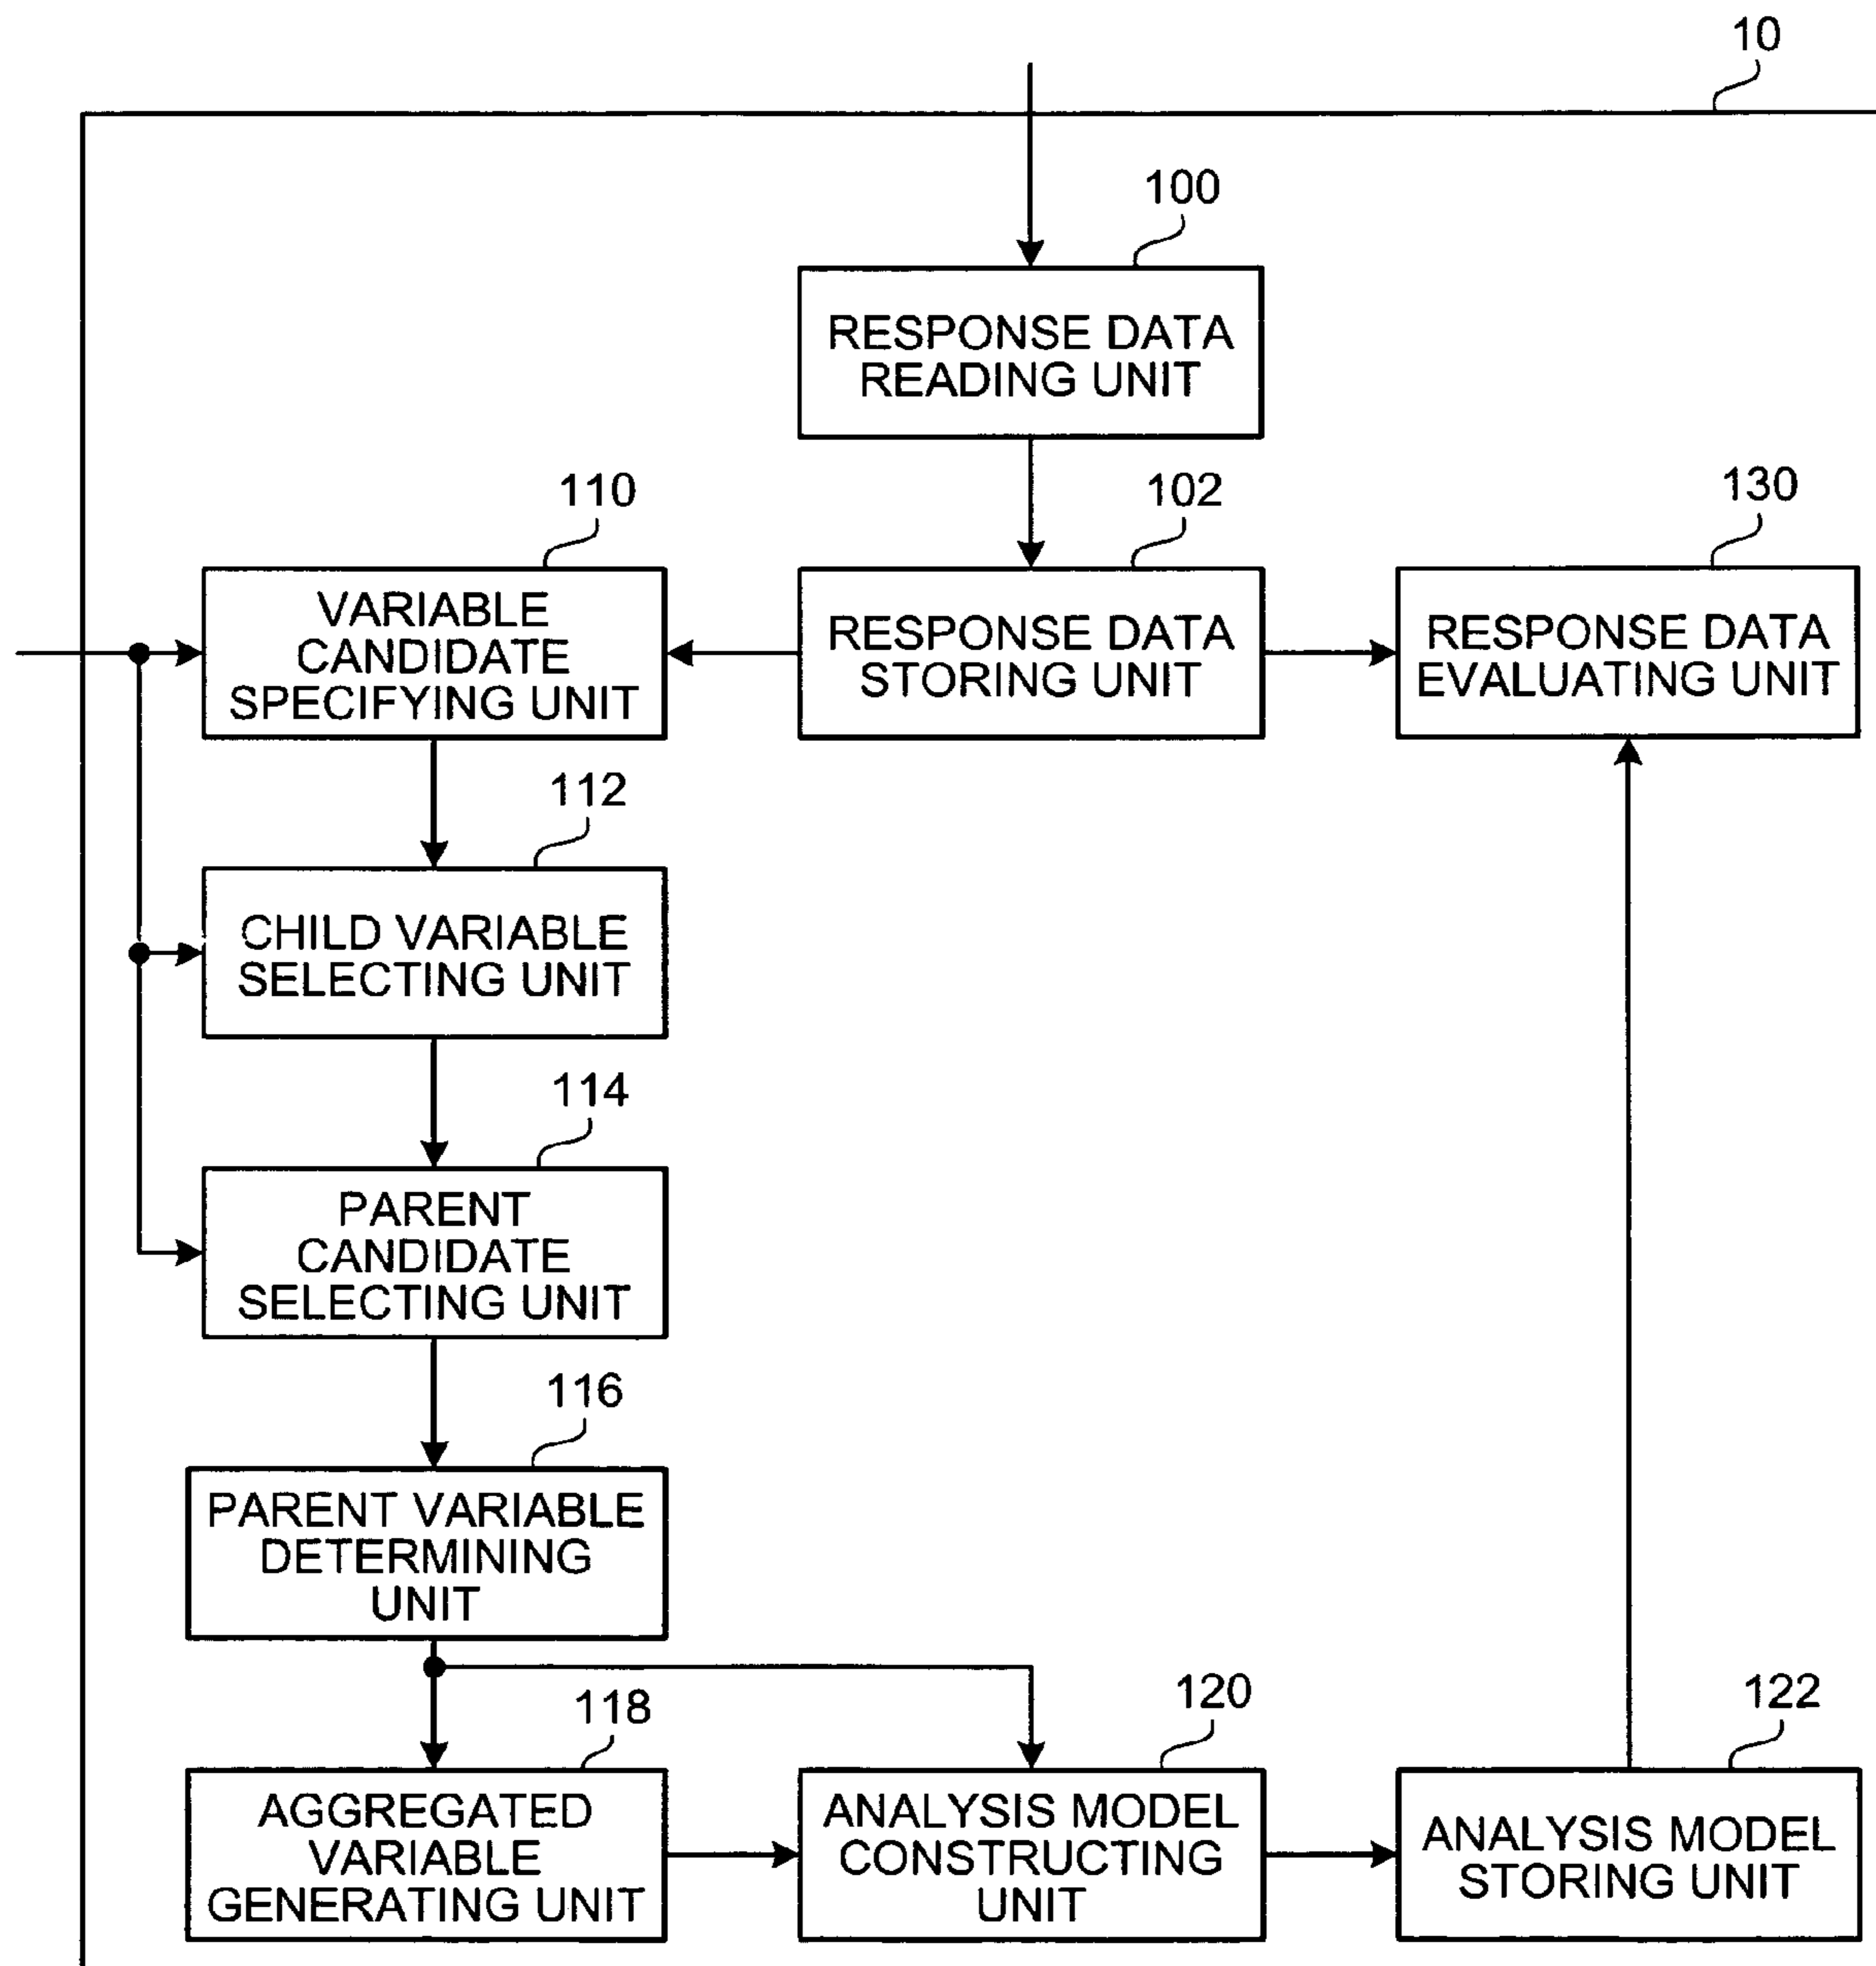 10
100
RESPONSE DATA
READING UNIT
110
VARIABLE
CANDIDATE
SPECIFYING UNIT
102
RESPONSE DATA
STORING UNIT
130
RESPONSE DATA
EVALUATING UNIT
112
CHILD VARIABLE
SELECTING UNIT
114
PARENT
CANDIDATE
SELECTING UNIT
116
PARENT VARIABLE
DETERMINING
UNIT
118
AGGREGATED
VARIABLE
GENERATING UNIT
120
ANALYSIS MODEL
CONSTRUCTING
UNIT
122
ANALYSIS MODEL
STORING UNIT